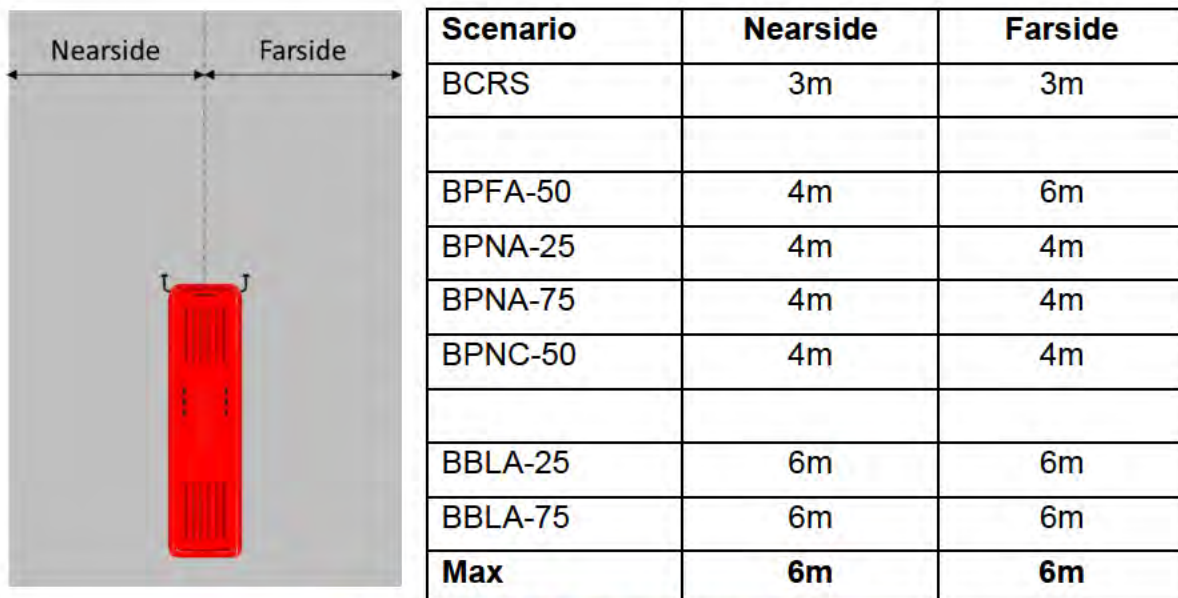 Nearside Farside
Scenario Nearside Farside
BCRS 3m 3m
BPFA-50 4m 6m
BPNA-25 4m 4m
BPNA-75 4m 4m
BPNC-50 4m 4m
BBLA-25 6m 6m
BBLA-75 6m 6m
Max 6m 6m